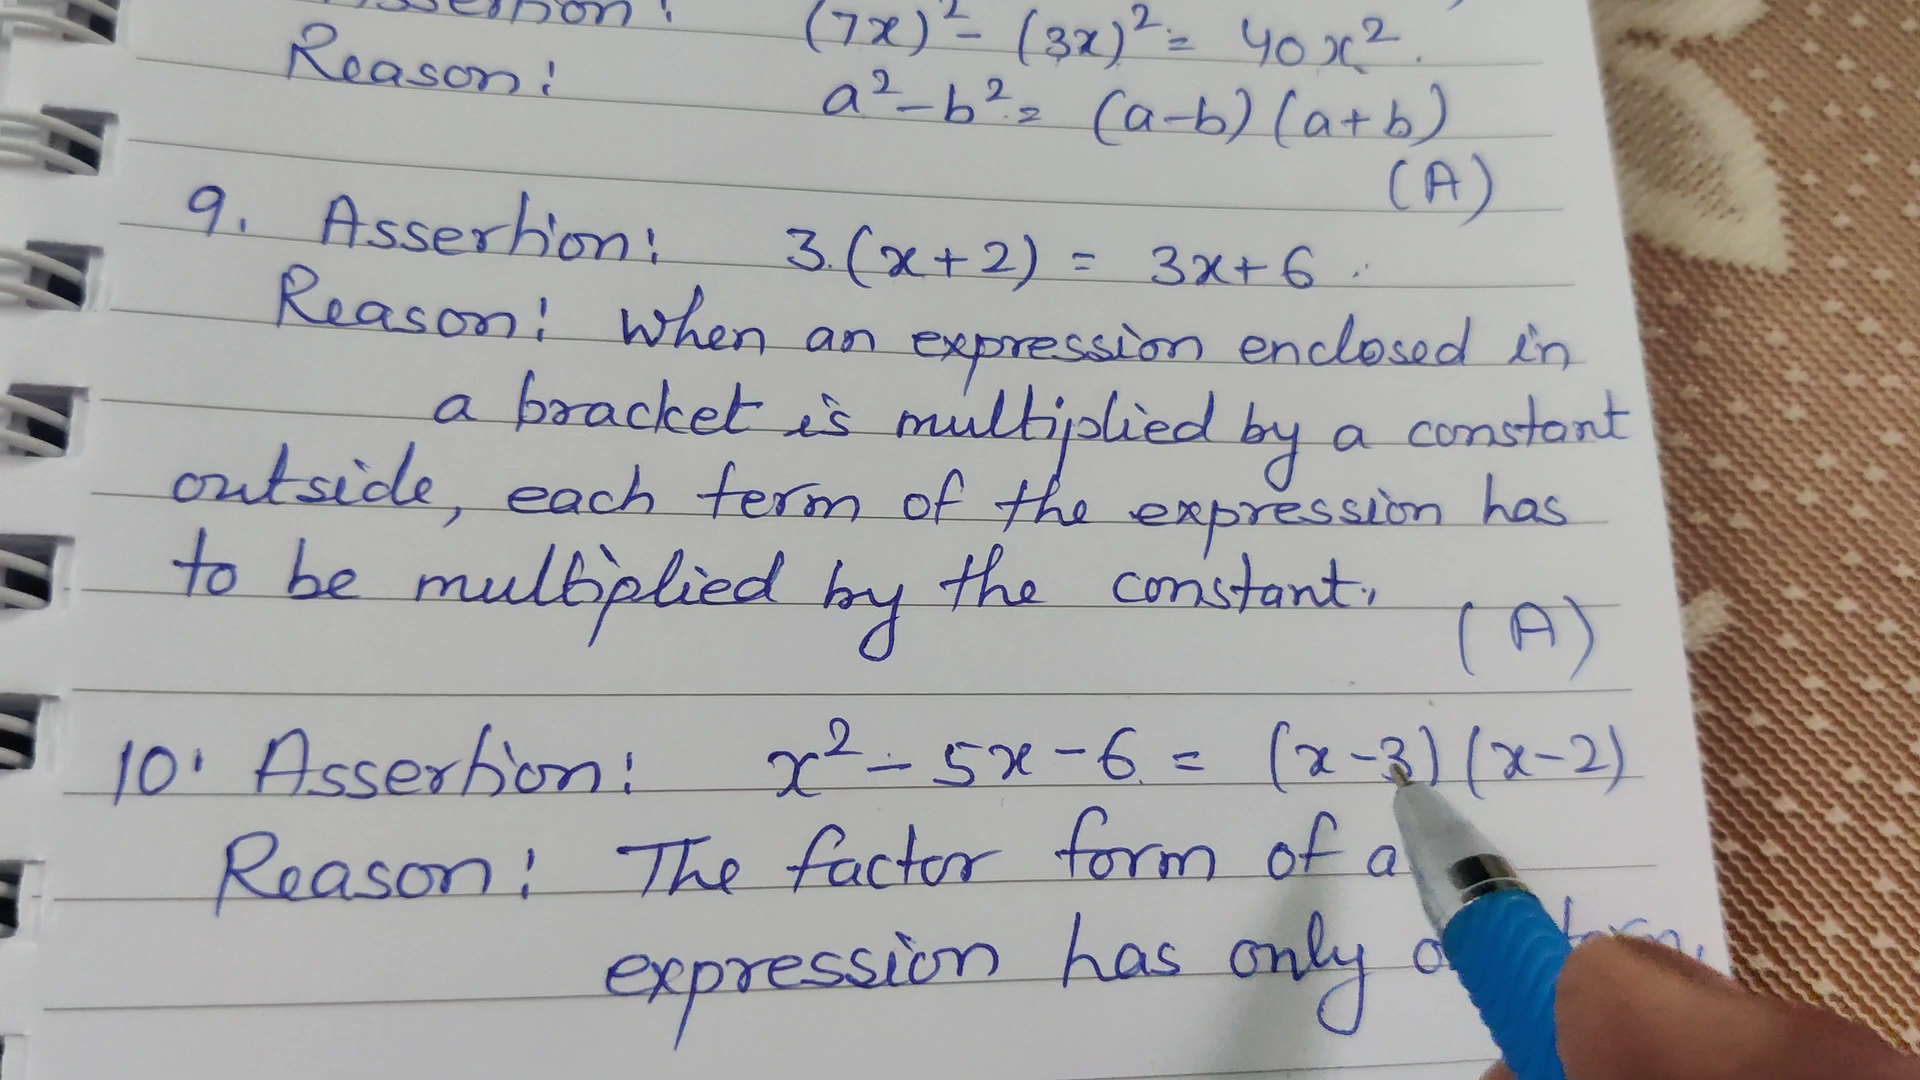 Assertion: (7x)² - (3x)² = 40x².
Reason: a² - b² = (a-b)(a+b)
(A)
9. Assertion: 3.(x+2) = 3x+6.
Reason: When an expression enclosed in
a bracket is multiplied by a constant
outside, each term of the expression has
to be multiplied by the constant.
(A)
10. Assertion: x² - 5x - 6 = (x-3)(x-2)
Reason: The factor form of a
expression has only